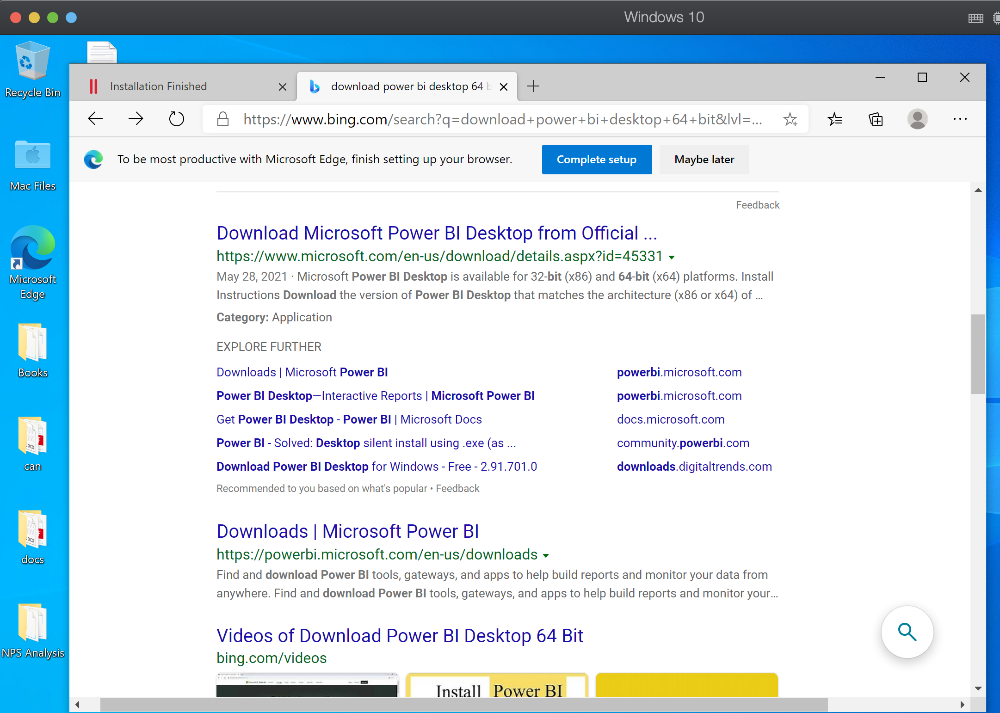 Windows 10
Recycle Bin
Mac Files
Microsoft
Edge
Books
can
docs
NPS Analysis
Installation Finished
download power bi desktop 64 b
https://www.bing.com/search?q=download+power+bi+desktop+64+bit&lvl=...
To be most productive with Microsoft Edge, finish setting up your browser.
Complete setup
Maybe later
Feedback
Download Microsoft Power BI Desktop from Official ...
https://www.microsoft.com/en-us/download/details.aspx?id=45331
May 28, 2021 · Microsoft Power BI Desktop is available for 32-bit (x86) and 64-bit (x64) platforms. Install
Instructions Download the version of Power BI Desktop that matches the architecture (x86 or x64) of ...
Category: Application
EXPLORE FURTHER
Downloads | Microsoft Power BI powerbi.microsoft.com
Power BI Desktop—Interactive Reports | Microsoft Power BI powerbi.microsoft.com
Get Power BI Desktop - Power BI | Microsoft Docs docs.microsoft.com
Power BI - Solved: Desktop silent install using .exe (as ... community.powerbi.com
Download Power BI Desktop for Windows - Free - 2.91.701.0 downloads.digitaltrends.com
Recommended to you based on what's popular • Feedback
Downloads | Microsoft Power BI
https://powerbi.microsoft.com/en-us/downloads
Find and download Power BI tools, gateways, and apps to help build reports and monitor your data from
anywhere. Find and download Power BI tools, gateways, and apps to help build reports and monitor your...
Videos of Download Power BI Desktop 64 Bit
bing.com/videos
Install Power BI